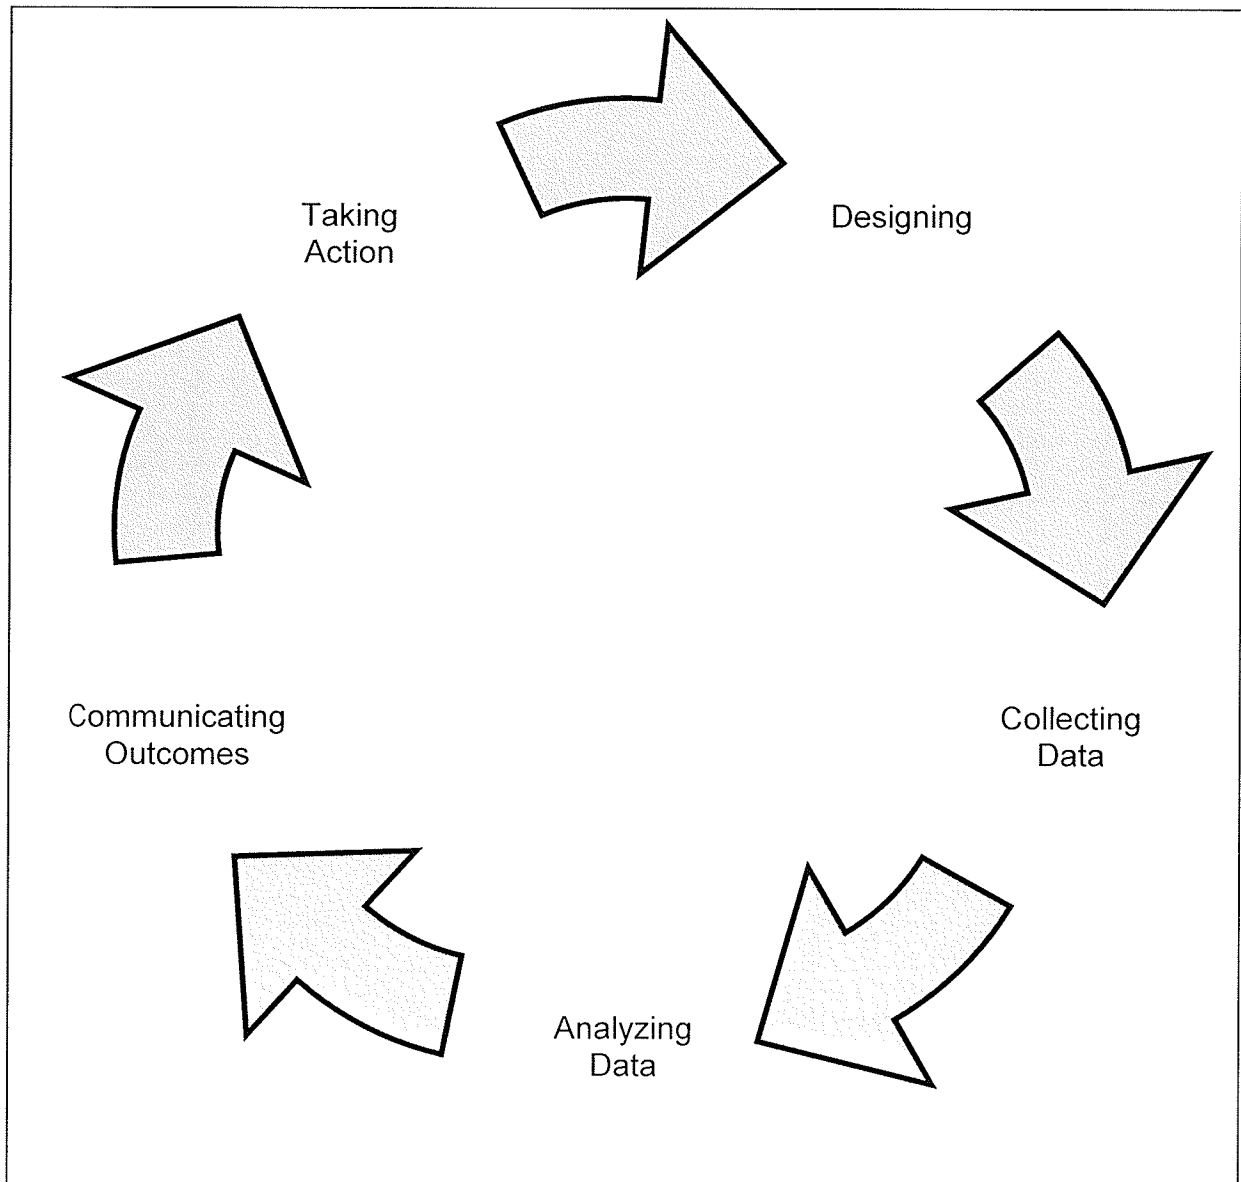 Taking
Action
Designing
Communicating
Outcomes
Collecting
Data
Analyzing
Data